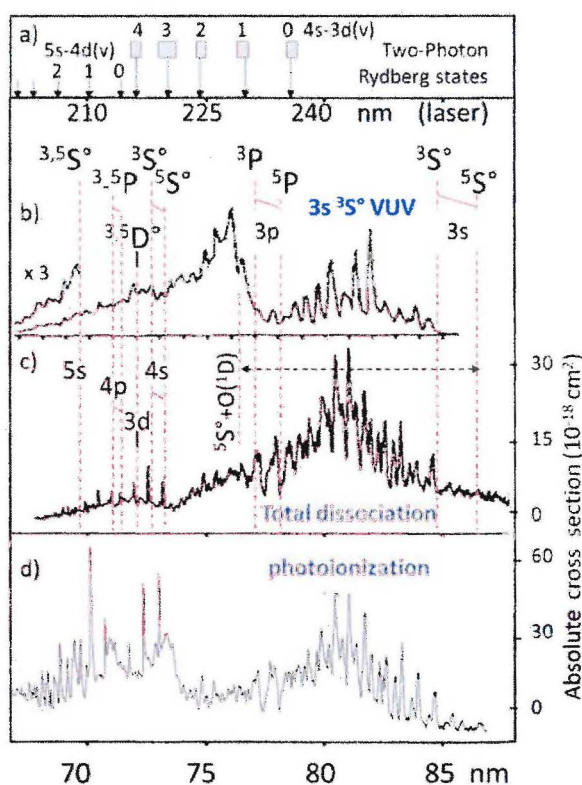 a) 4 3 2 1 0 4s-3d(v)
5s-4d(v) Two-Photon
2 1 0 Rydberg states
210 225 240 nm (laser)
3,5S° 3,5P 3S° 5S° 3P 5P 3S° 5S°
b) 3,5D° 3s 3S° VUV
x 3 3p 3s
c) 5s 4p 3d 4s 5S°+O(1D) 30
15
Total dissociation 0
d) photoionization 60
30
0
Absolute cross section (10-18 cm2)
70 75 80 85 nm